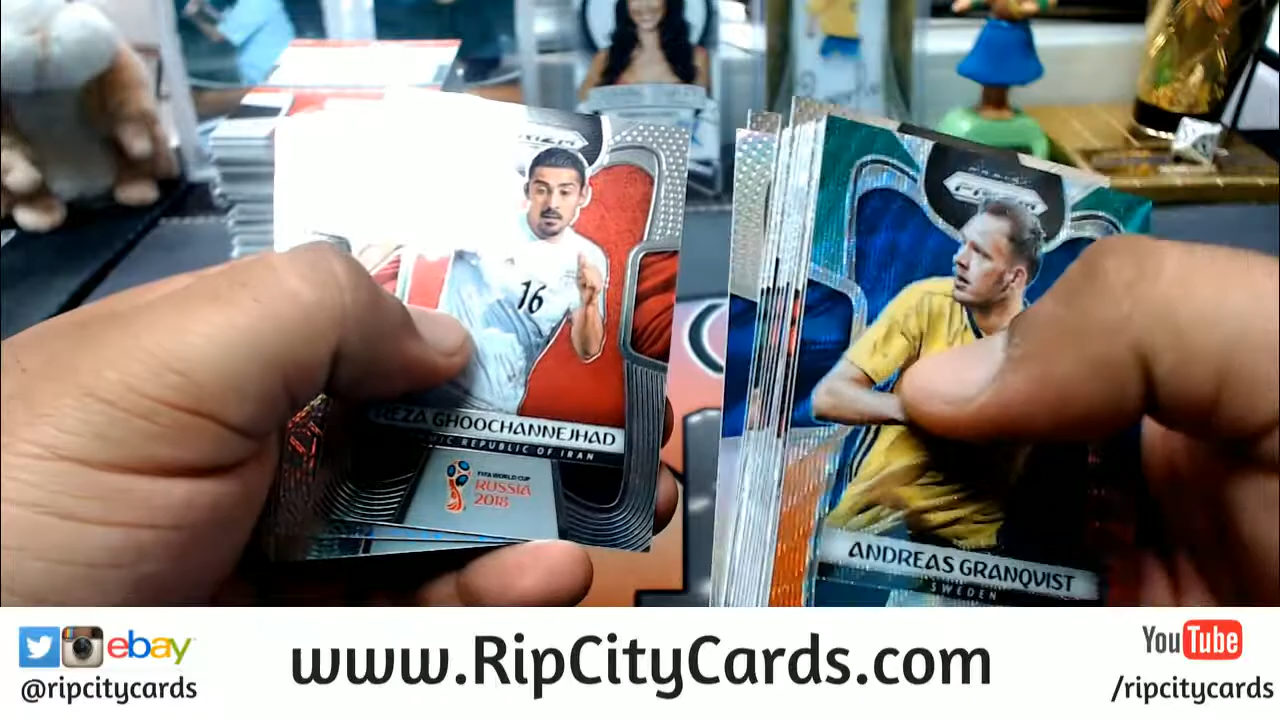 PRIZM
16
REZA GHOOCHANNEJHAD
MIC REPUBLIC OF IRAN
FIFA WORLD CUP
RUSSIA
2018
PRIZM
ANDREAS GRANQVIST
SWEDEN
ebay
www.RipCityCards.com
YouTube
@ripcitycards
/ripcitycards